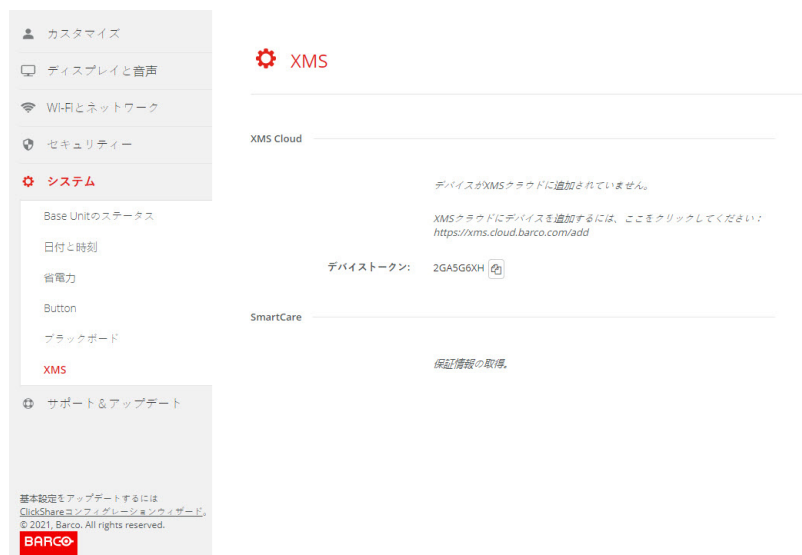 カスタマイズ
ディスプレイと音声
Wi-Fiとネットワーク
セキュリティー
システム
Base Unitのステータス
日付と時刻
省電力
Button
ブラックボード
XMS
サポート＆アップデート
基本設定をアップデートするには
ClickShareコンフィグレーションウィザード。
© 2021, Barco. All rights reserved.
BARCO
XMS
XMS Cloud
デバイスがXMSクラウドに追加されていません。
XMSクラウドにデバイスを追加するには、ここをクリックしてください：
https://xms.cloud.barco.com/add
デバイストークン: 2GA5G6XH
SmartCare
保証情報の取得。